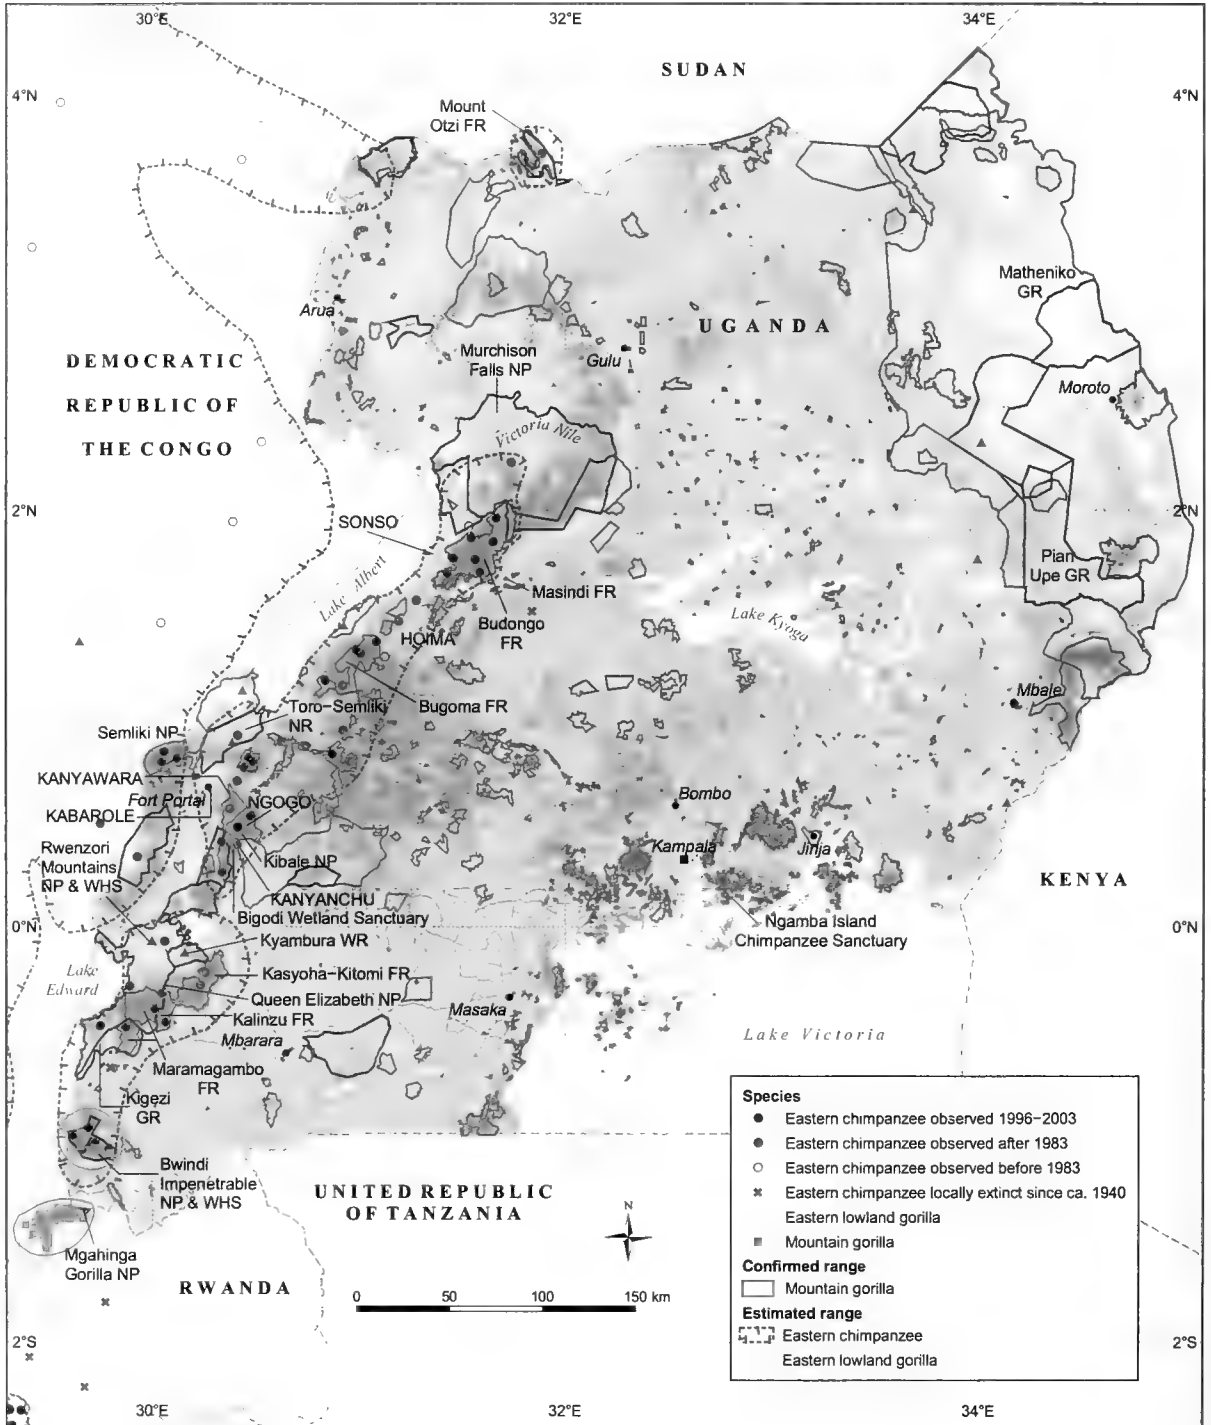 30°E
32°E
34°E
SUDAN
4°N
4°N
Mount
Otzi FR
Matheniko
GR
Arua
UGANDA
DEMOCRATIC
REPUBLIC OF
THE CONGO
Murchison
Falls NP
Gulu
Moroto
Victoria Nile
2°N
2°N
SONSO
Pian
Upe GR
Lake Albert
Masindi FR
Lake Kyoga
Budongo
FR
HOIMA
Mbale
Toro-Semliki
NR
Bugoma FR
Semliki NP
KANYAWARA
Fort Portal
NGOGO
Bombo
KABAROLE
Kampala
Jinja
Rwenzori
Mountains
NP & WHS
Kibale NP
KENYA
KANYANCHU
Bigodi Wetland Sanctuary
0°N
0°N
Ngamba Island
Chimpanzee Sanctuary
Kyambura WR
Lake
Edward
Kasyoha-Kitomi FR
Queen Elizabeth NP
Masaka
Kalinzu FR
Mbarara
Lake Victoria
Maramagambo
FR
Kigezi
GR
Bwindi
Impenetrable
NP & WHS
UNITED REPUBLIC
OF TANZANIA
N
Mgahinga
Gorilla NP
RWANDA
0 50 100 150 km
Species
Eastern chimpanzee observed 1996–2003
Eastern chimpanzee observed after 1983
Eastern chimpanzee observed before 1983
Eastern chimpanzee locally extinct since ca. 1940
Eastern lowland gorilla
Mountain gorilla
Confirmed range
Mountain gorilla
Estimated range
Eastern chimpanzee
Eastern lowland gorilla
2°S
2°S
30°E
32°E
34°E